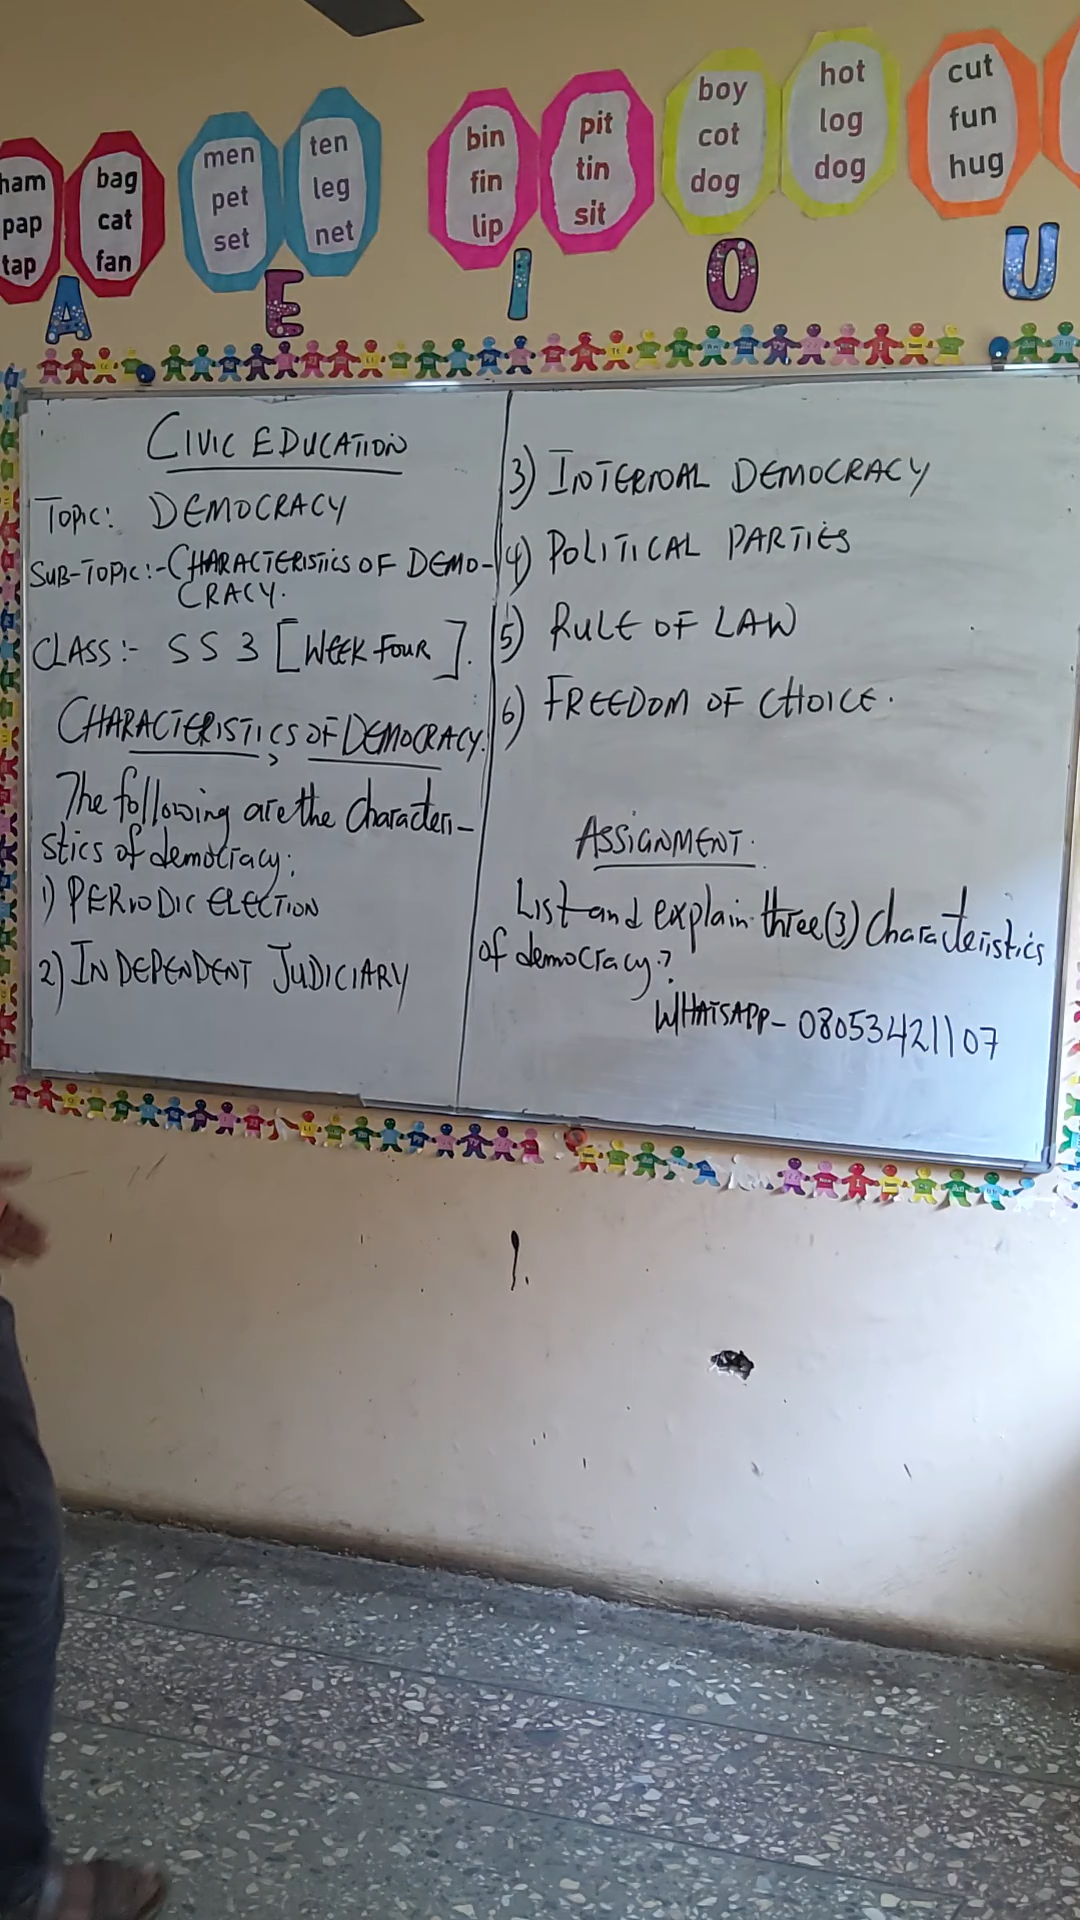 ham
pap
tap
bag
cat
fan
men
pet
set
ten
leg
net
bin
fin
lip
pit
tin
sit
boy
cot
dog
hot
log
dog
cut
fun
hug
A
E
I
O
U
CIVIC EDUCATION
TOPIC: DEMOCRACY
SUB-TOPIC:- CHARACTERISTICS OF DEMO-
CRACY.
CLASS:- SS 3 [WEEK FOUR].
CHARACTERISTICS OF DEMOCRACY.
The following are the Characteri-
stics of democracy:
1) PERIODIC ELECTION
2) INDEPENDENT JUDICIARY
3) INTERNAL DEMOCRACY
4) POLITICAL PARTIES
5) RULE OF LAW
6) FREEDOM OF CHOICE.
ASSIGNMENT.
List and explain three (3) Characteristics
of democracy?
WHATSAPP- 08053421107